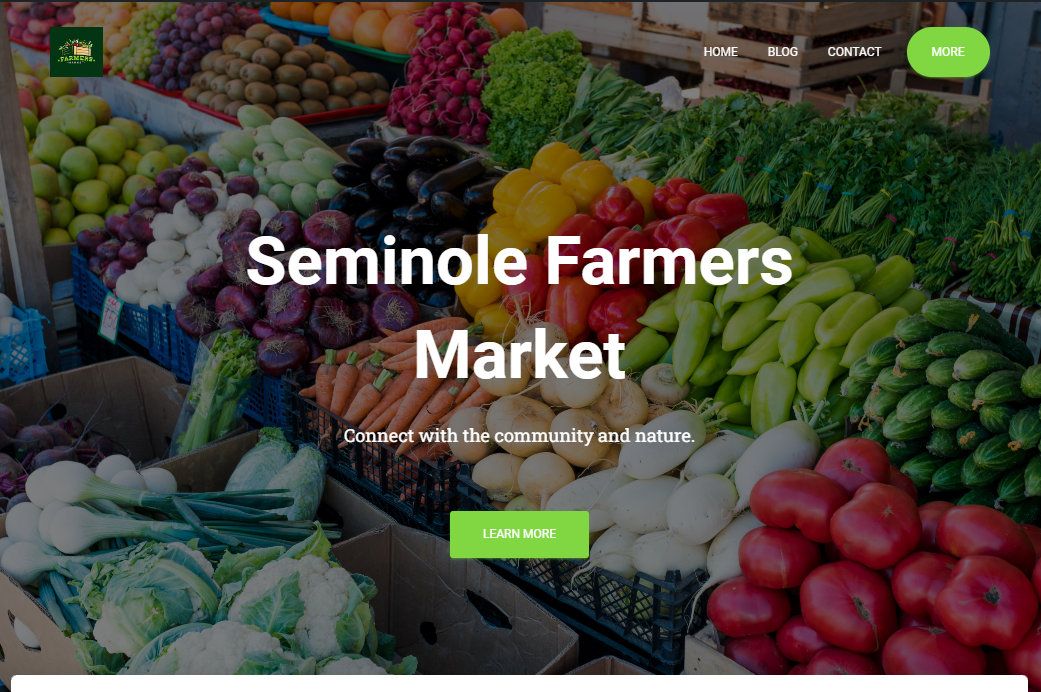 FARMERS
HOME BLOG CONTACT MORE
Seminole Farmers
Market
Connect with the community and nature.
LEARN MORE